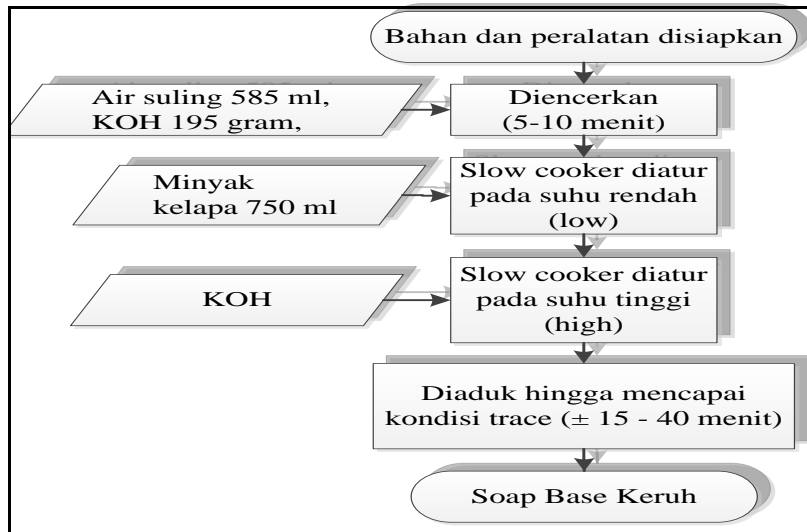 Bahan dan peralatan disiapkan
Air suling 585 ml,
KOH 195 gram,
Diencerkan
(5-10 menit)
Minyak
kelapa 750 ml
Slow cooker diatur
pada suhu rendah
(low)
KOH
Slow cooker diatur
pada suhu tinggi
(high)
Diaduk hingga mencapai
kondisi trace (± 15 - 40 menit)
Soap Base Keruh